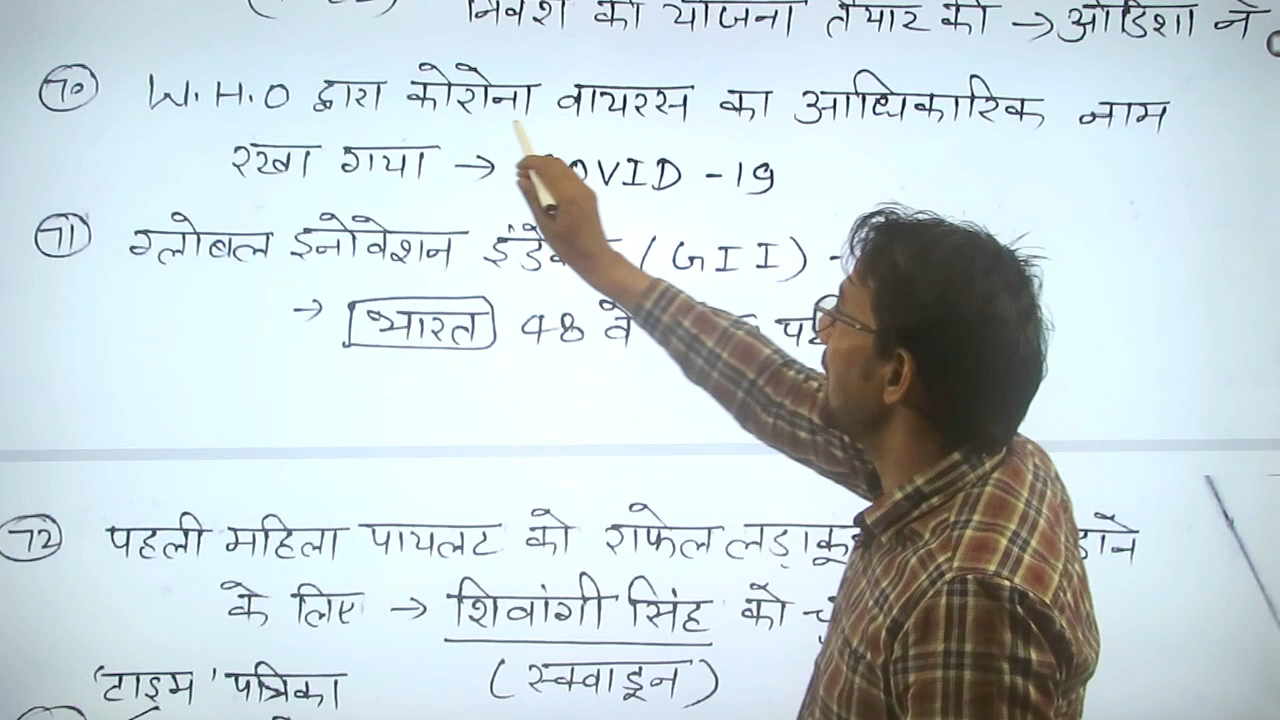 निवेश की योजना तैयार की → ओडिशा ने
70 W.H.O द्वारा कोरोना वायरस का आधिकारिक नाम
रखा गया → COVID -19
71 ग्लोबल इनोवेशन इंडेक्स (GII) -
→ भारत 48 वें
72 पहली महिला पायलट को राफेल लड़ाकू
के लिए → शिवांगी सिंह को
'टाइम' पत्रिका (स्क्वाड्रन)